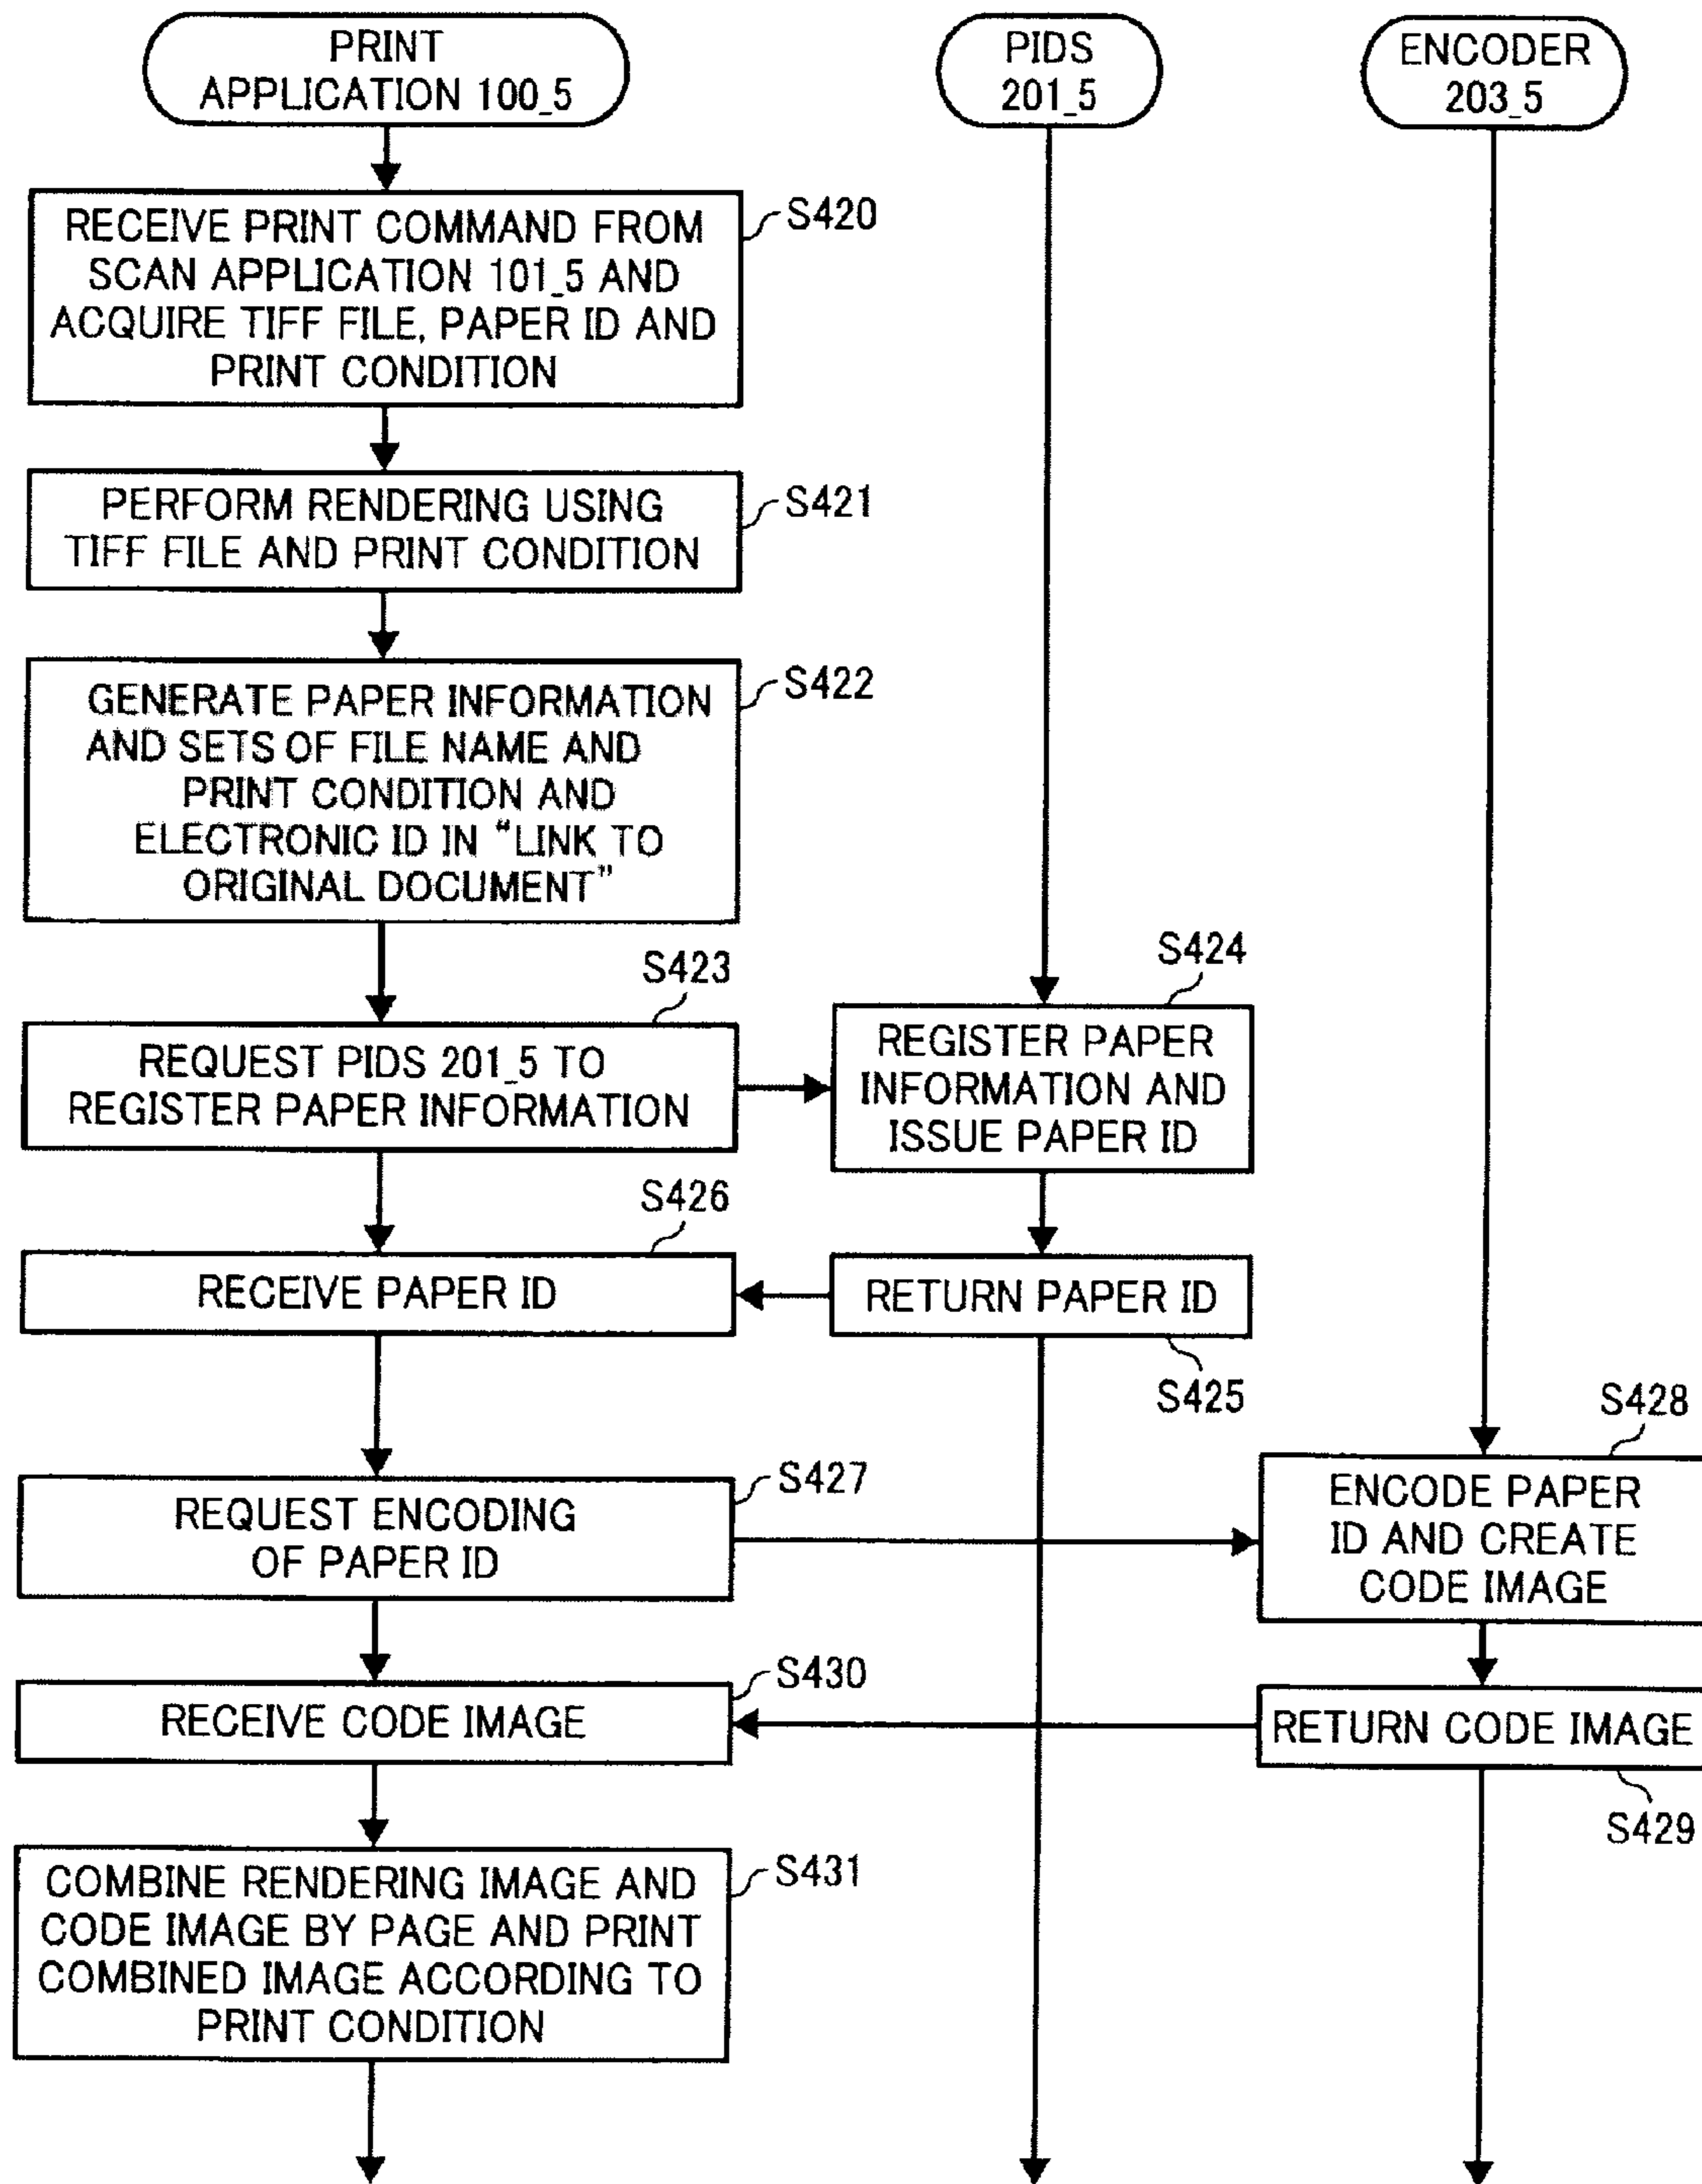 PRINT
APPLICATION 100_5
PIDS
201_5
ENCODER
203_5
RECEIVE PRINT COMMAND FROM
SCAN APPLICATION 101_5 AND
ACQUIRE TIFF FILE, PAPER ID AND
PRINT CONDITION
S420
PERFORM RENDERING USING
TIFF FILE AND PRINT CONDITION
S421
GENERATE PAPER INFORMATION
AND SETS OF FILE NAME AND
PRINT CONDITION AND
ELECTRONIC ID IN "LINK TO
ORIGINAL DOCUMENT"
S422
S423
REQUEST PIDS 201_5 TO
REGISTER PAPER INFORMATION
S424
REGISTER PAPER
INFORMATION AND
ISSUE PAPER ID
S426
RECEIVE PAPER ID
RETURN PAPER ID
S425
S427
REQUEST ENCODING
OF PAPER ID
S428
ENCODE PAPER
ID AND CREATE
CODE IMAGE
S430
RECEIVE CODE IMAGE
RETURN CODE IMAGE
S429
COMBINE RENDERING IMAGE AND
CODE IMAGE BY PAGE AND PRINT
COMBINED IMAGE ACCORDING TO
PRINT CONDITION
S431